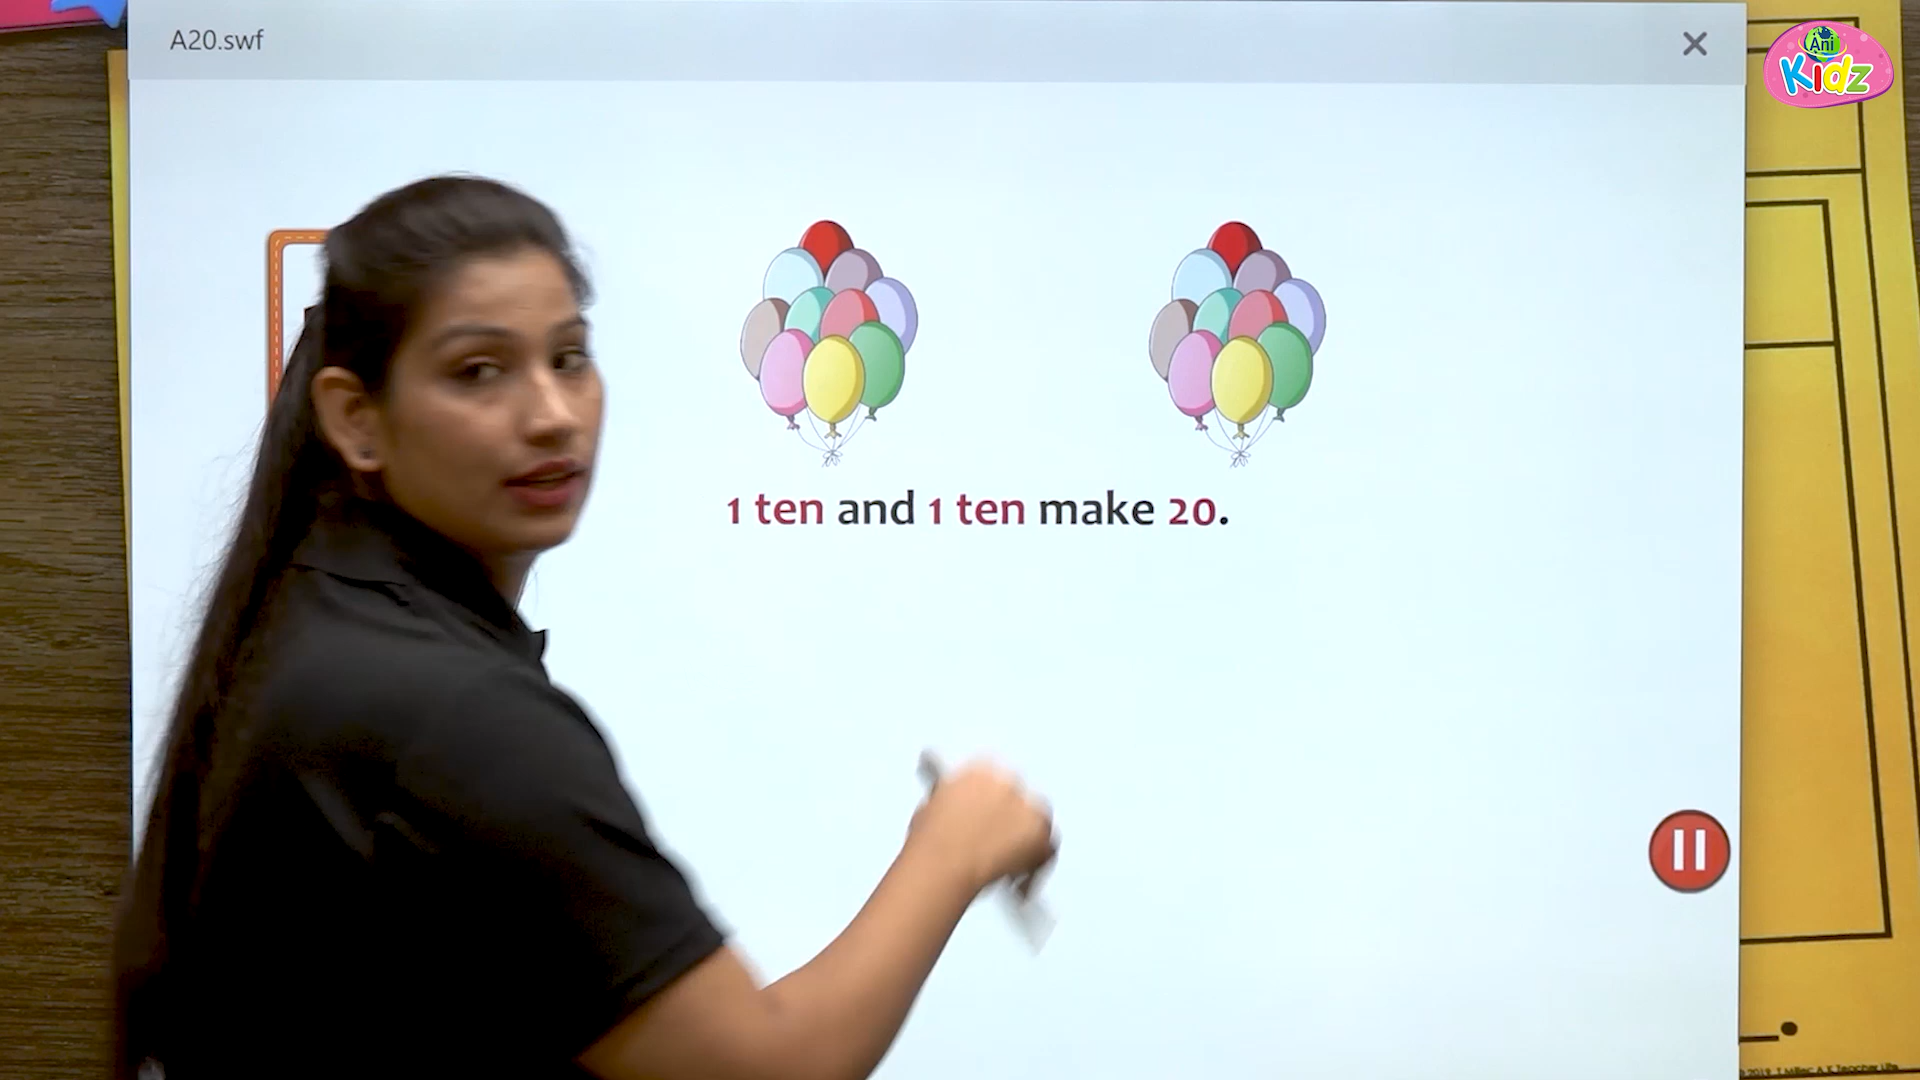 A20.swf
Ani
Kidz
1 ten and 1 ten make 20.